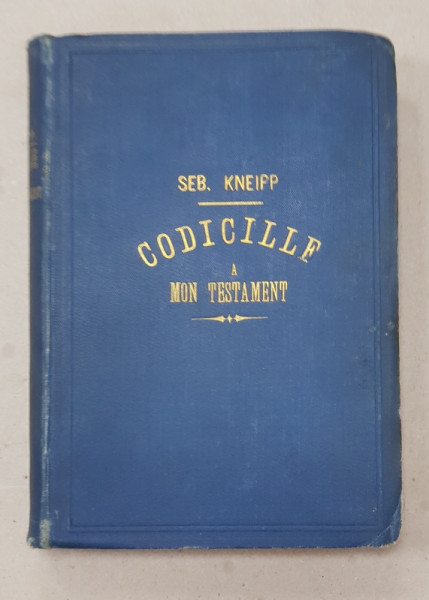 SEB. KNEIPP
CODICILLE
A
MON TESTAMENT